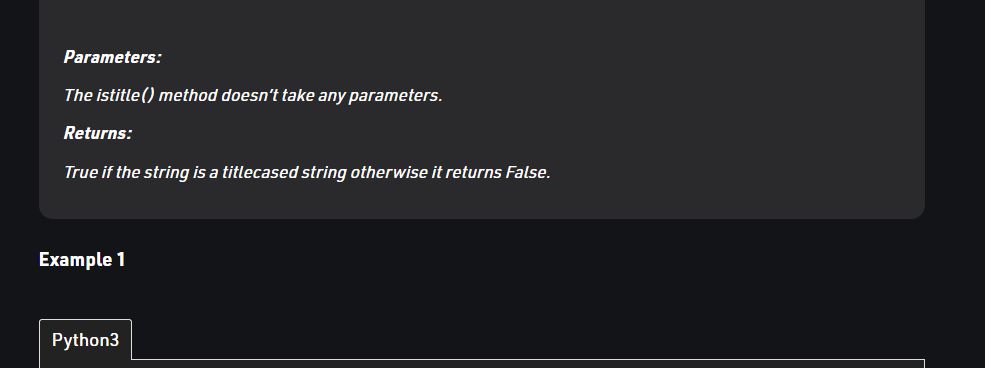 Parameters:
The istitle() method doesn’t take any parameters.
Returns:
True if the string is a titlecased string otherwise it returns False.
Example 1
Python3